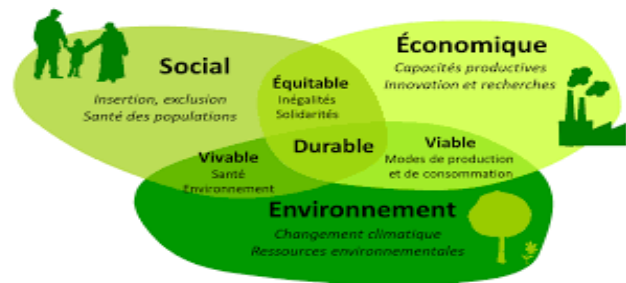 Social
Insertion, exclusion
Santé des populations
Économique
Capacités productives
Innovation et recherches
Équitable
Inégalités
Solidarités
Durable
Vivable
Santé
Environnement
Viable
Modes de production
et de consommation
Environnement
Changement climatique
Ressources environnementales